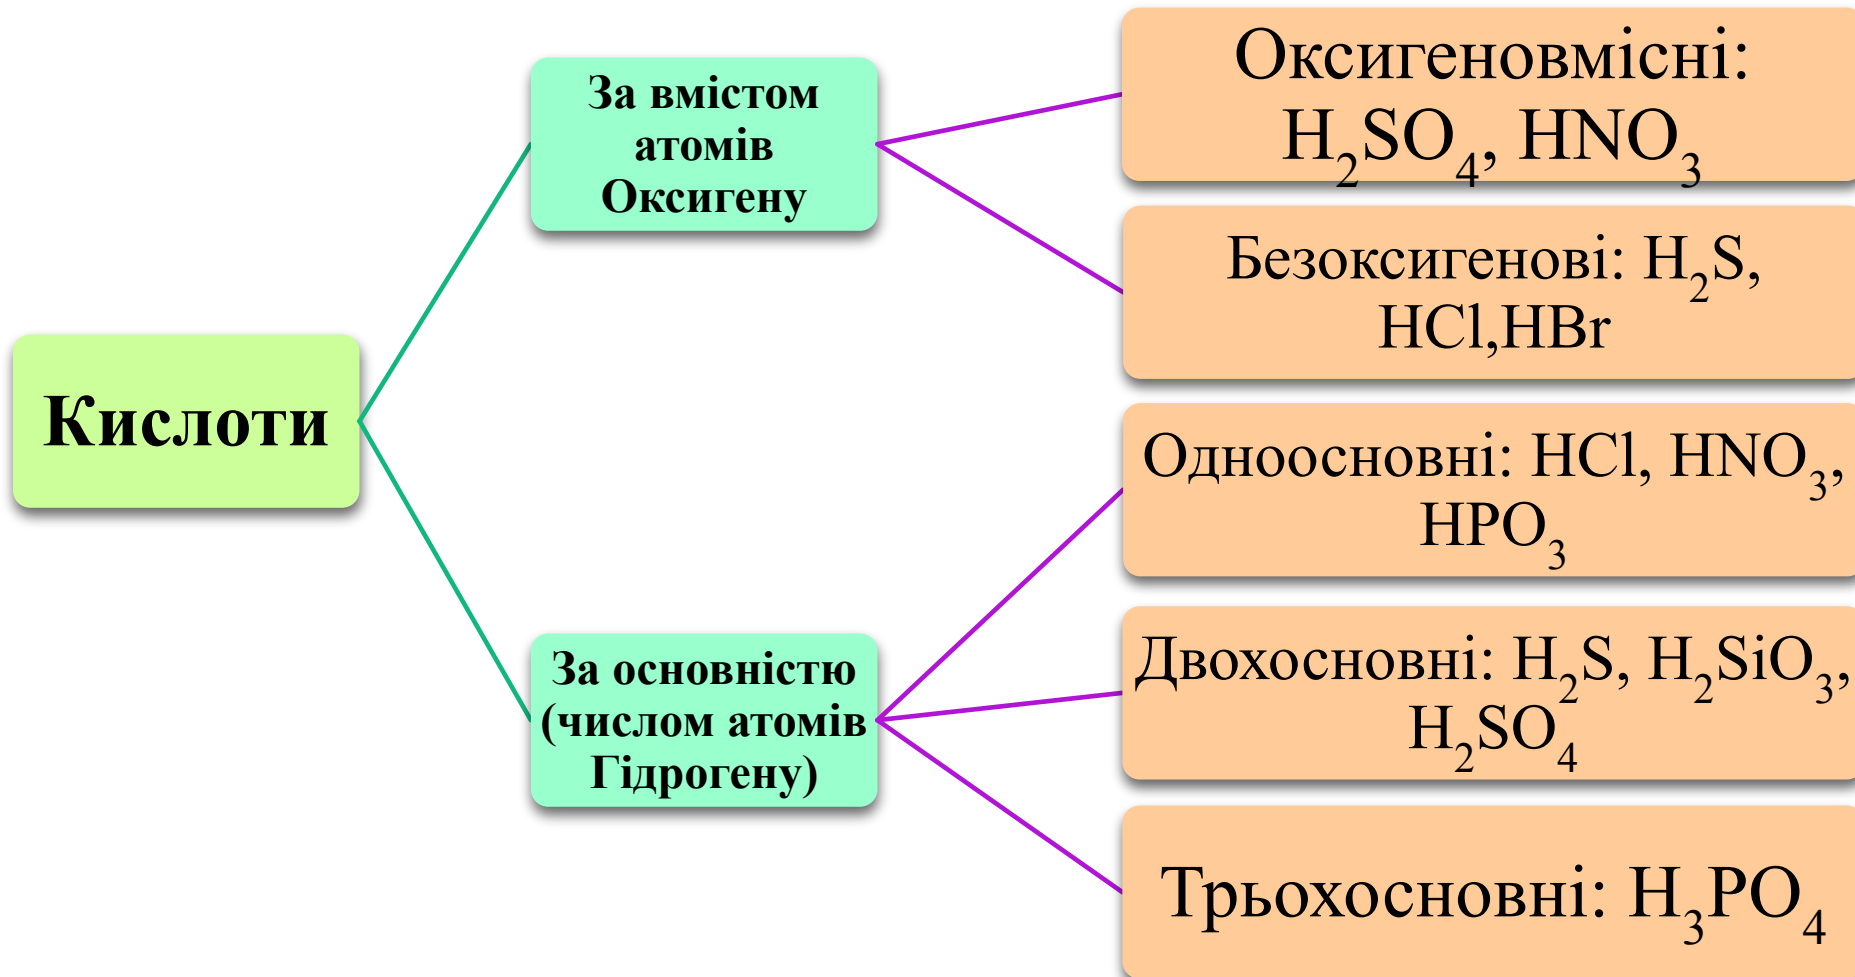 Кислоти
За вмістом
атомів
Оксигену
Оксигеновмісні:
H₂SO₄, HNO₃
Безоксигенові: H₂S,
HCl,HBr
За основністю
(числом атомів
Гідрогену)
Одноосновні: HCl, HNO₃,
HPO₃
Двохосновні: H₂S, H₂SiO₃,
H₂SO₄
Трьохосновні: H₃PO₄